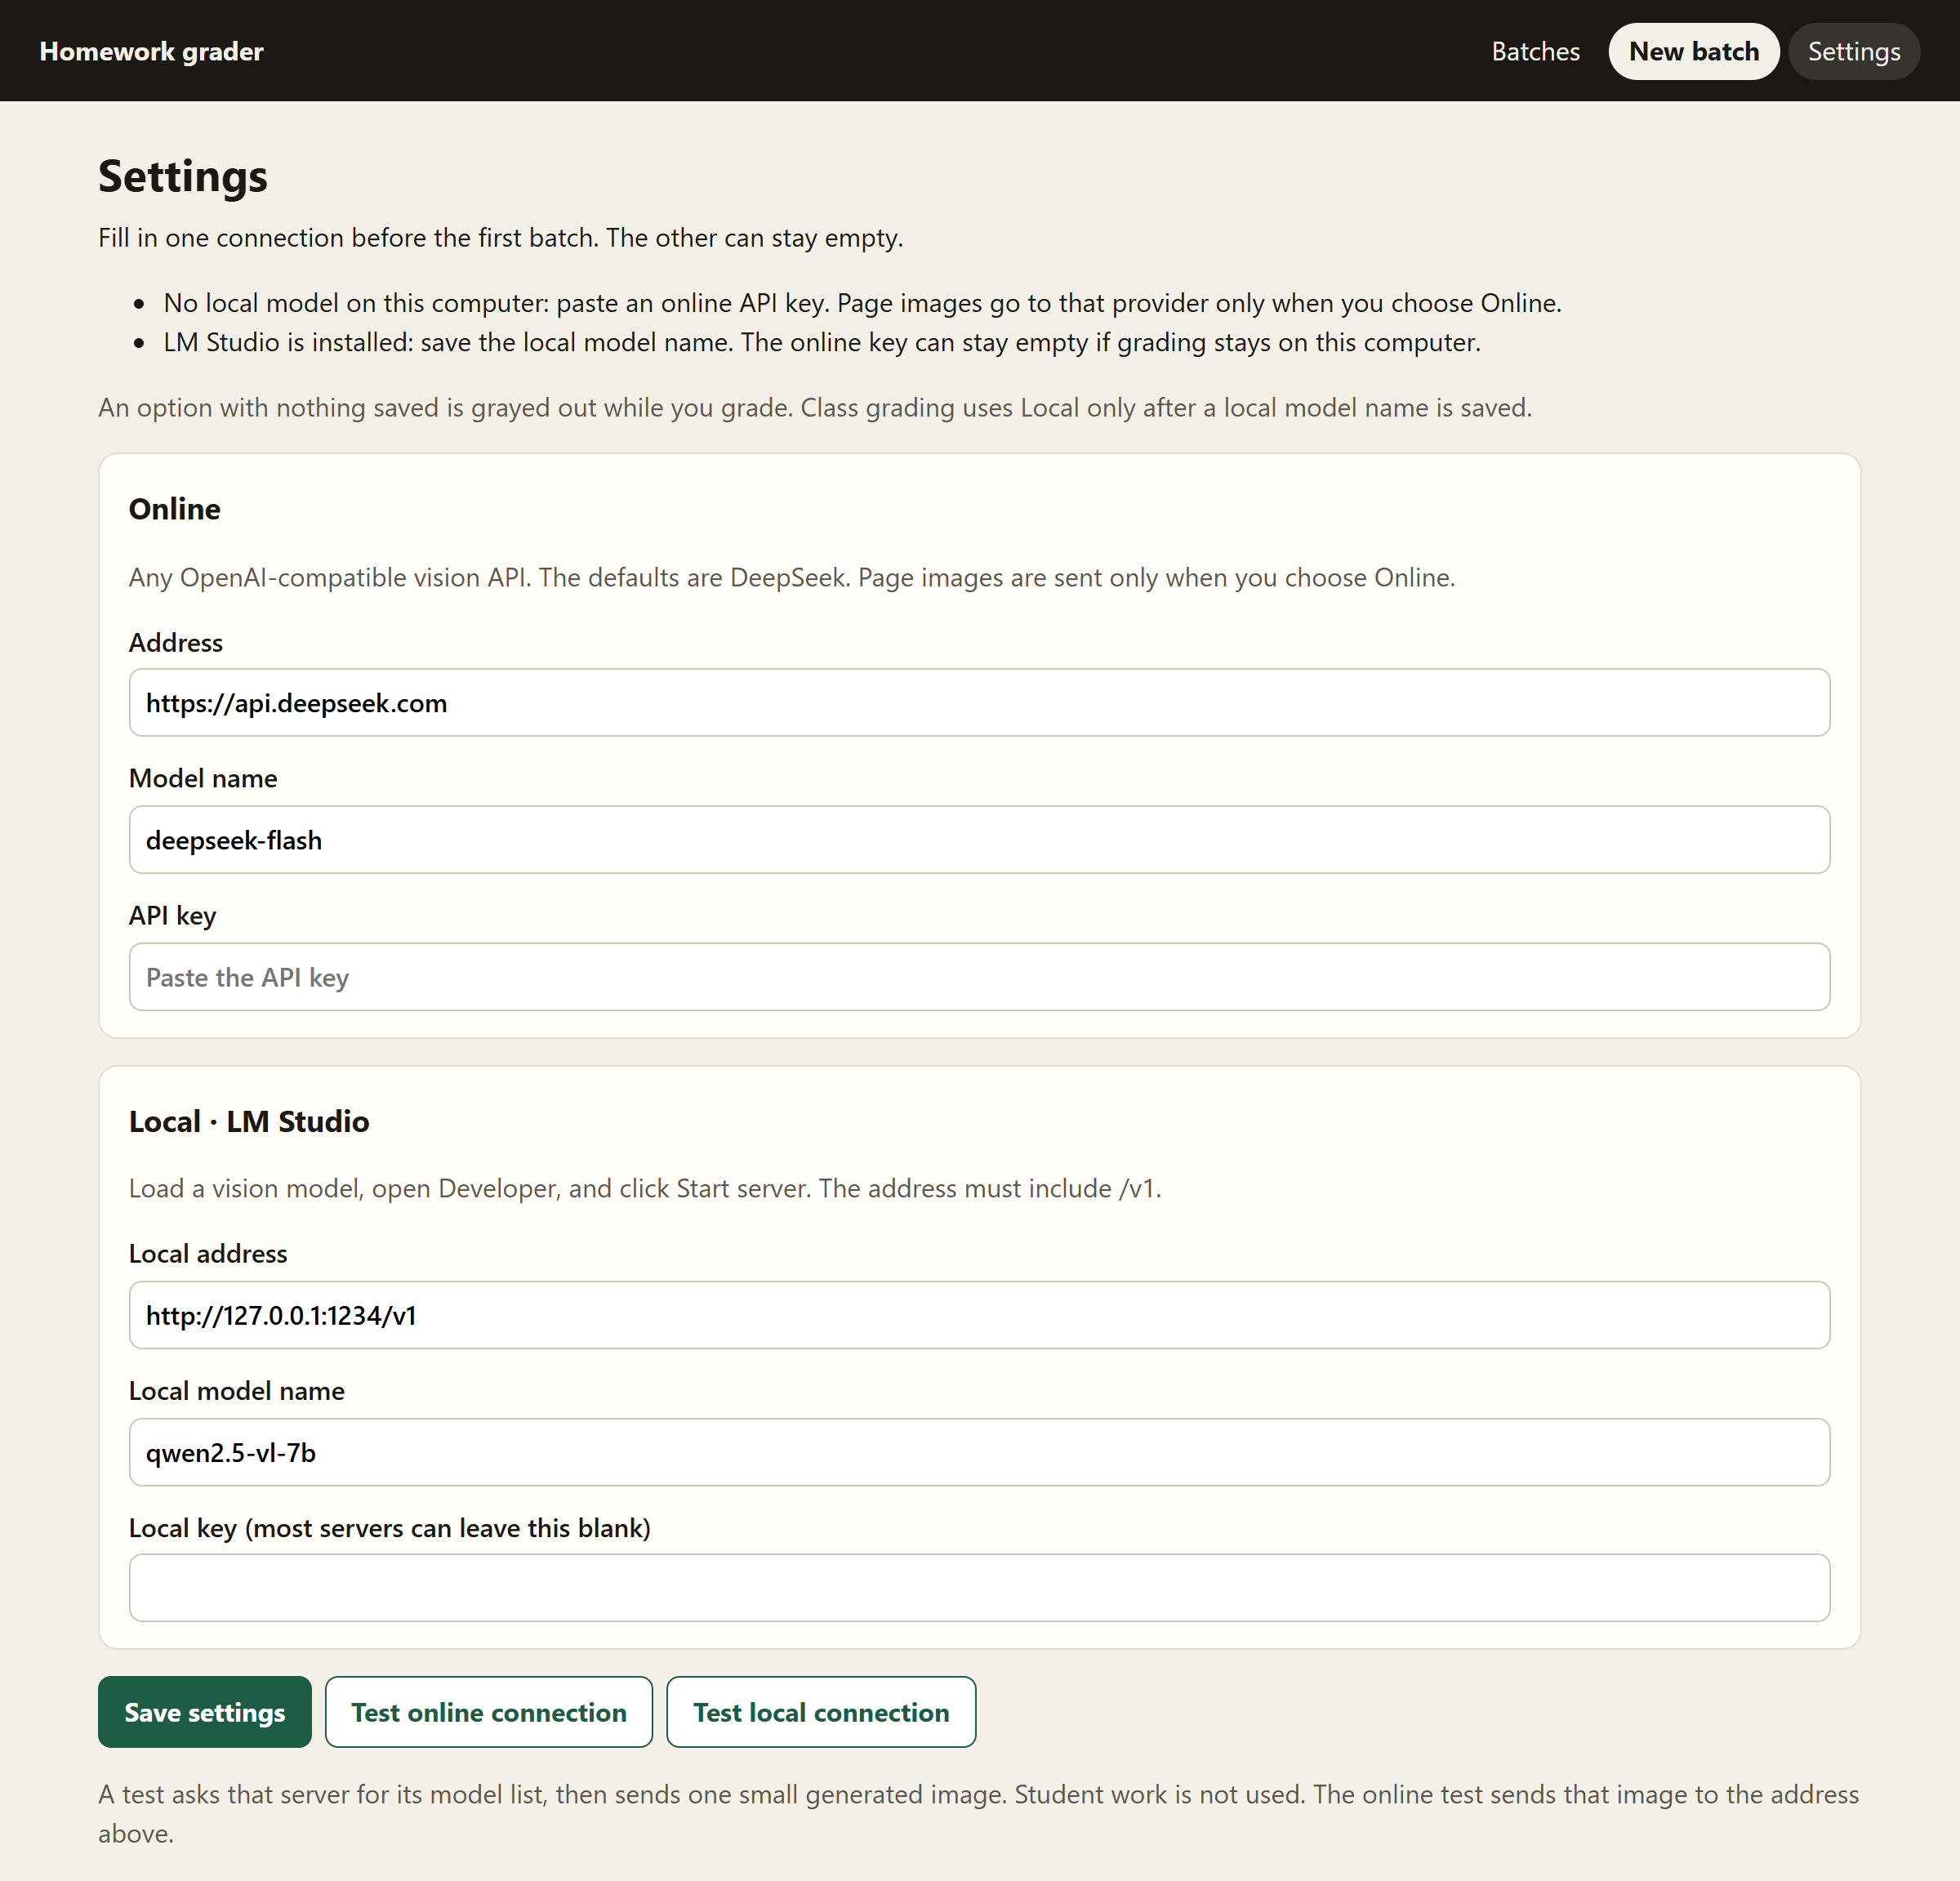 Homework grader
Batches
New batch
Settings
Settings
Fill in one connection before the first batch. The other can stay empty.
No local model on this computer: paste an online API key. Page images go to that provider only when you choose Online.
LM Studio is installed: save the local model name. The online key can stay empty if grading stays on this computer.
An option with nothing saved is grayed out while you grade. Class grading uses Local only after a local model name is saved.
Online
Any OpenAI-compatible vision API. The defaults are DeepSeek. Page images are sent only when you choose Online.
Address
https://api.deepseek.com
Model name
deepseek-flash
API key
Paste the API key
Local · LM Studio
Load a vision model, open Developer, and click Start server. The address must include /v1.
Local address
http://127.0.0.1:1234/v1
Local model name
qwen2.5-vl-7b
Local key (most servers can leave this blank)
Save settings
Test online connection
Test local connection
A test asks that server for its model list, then sends one small generated image. Student work is not used. The online test sends that image to the address
above.